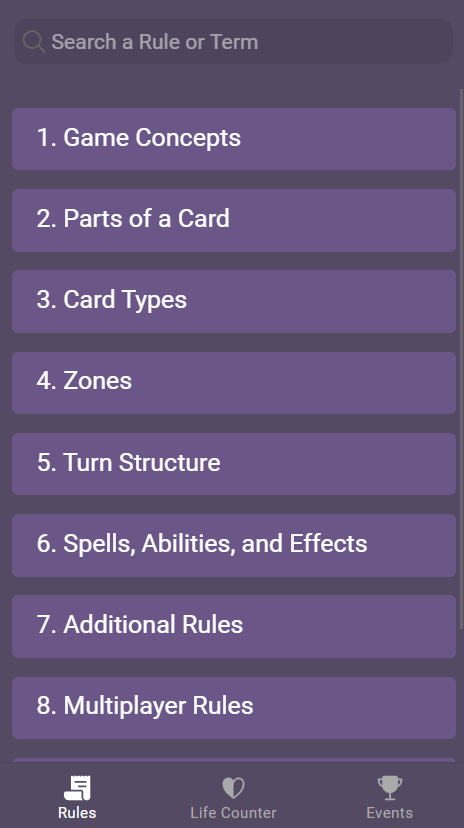 Search a Rule or Term
1. Game Concepts
2. Parts of a Card
3. Card Types
4. Zones
5. Turn Structure
6. Spells, Abilities, and Effects
7. Additional Rules
8. Multiplayer Rules
Rules
Life Counter
Events